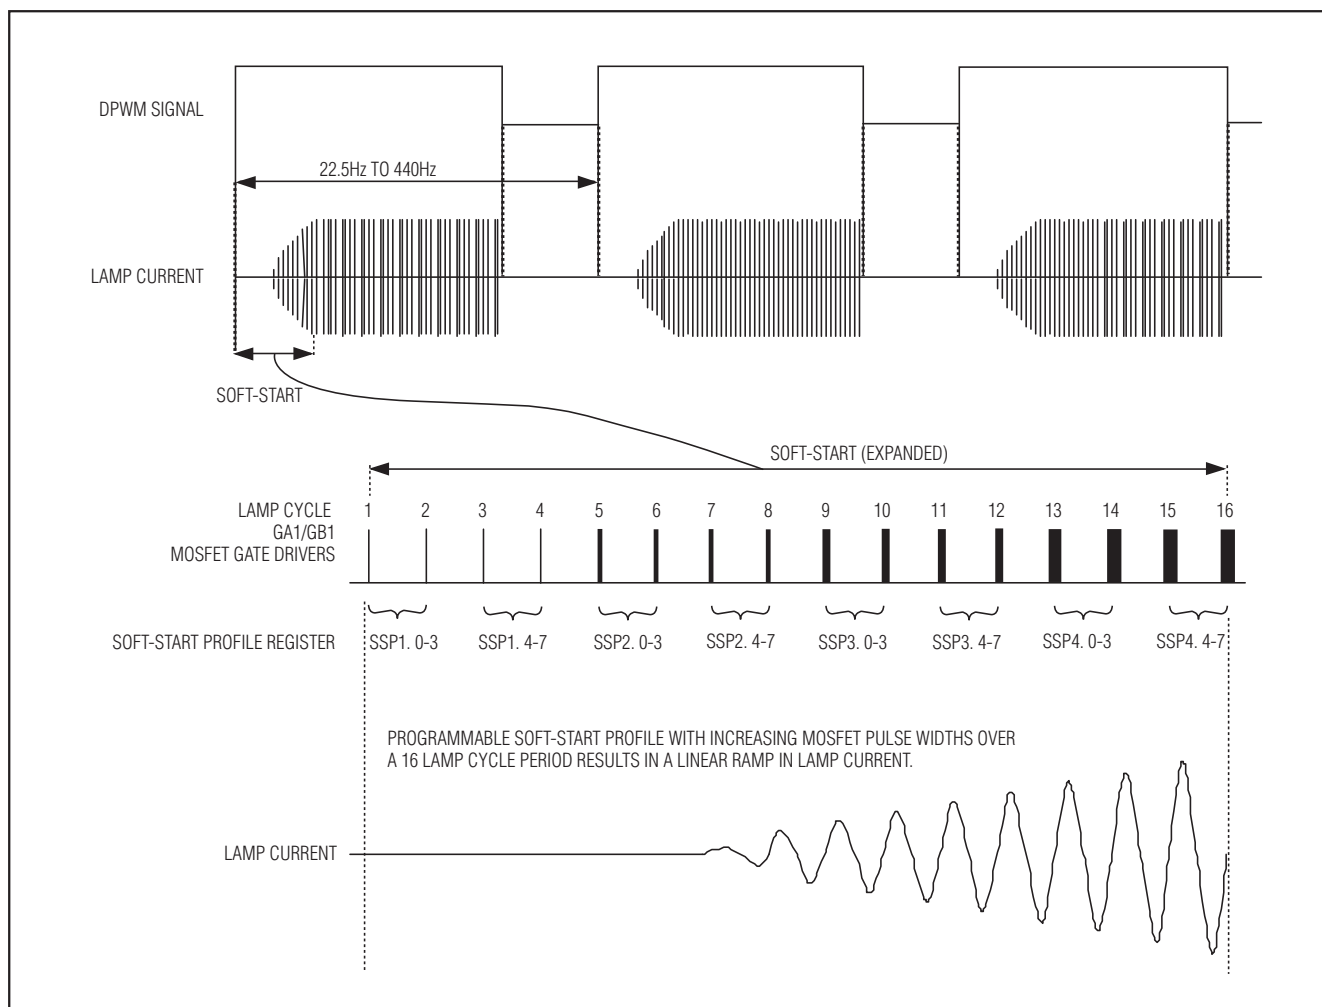 DPWM SIGNAL
22.5Hz TO 440Hz
LAMP CURRENT
SOFT-START
SOFT-START (EXPANDED)
LAMP CYCLE 1 2 3 4 5 6 7 8 9 10 11 12 13 14 15 16
GA1/GB1
MOSFET GATE DRIVERS
SOFT-START PROFILE REGISTER SSP1. 0-3 SSP1. 4-7 SSP2. 0-3 SSP2. 4-7 SSP3. 0-3 SSP3. 4-7 SSP4. 0-3 SSP4. 4-7
PROGRAMMABLE SOFT-START PROFILE WITH INCREASING MOSFET PULSE WIDTHS OVER
A 16 LAMP CYCLE PERIOD RESULTS IN A LINEAR RAMP IN LAMP CURRENT.
LAMP CURRENT